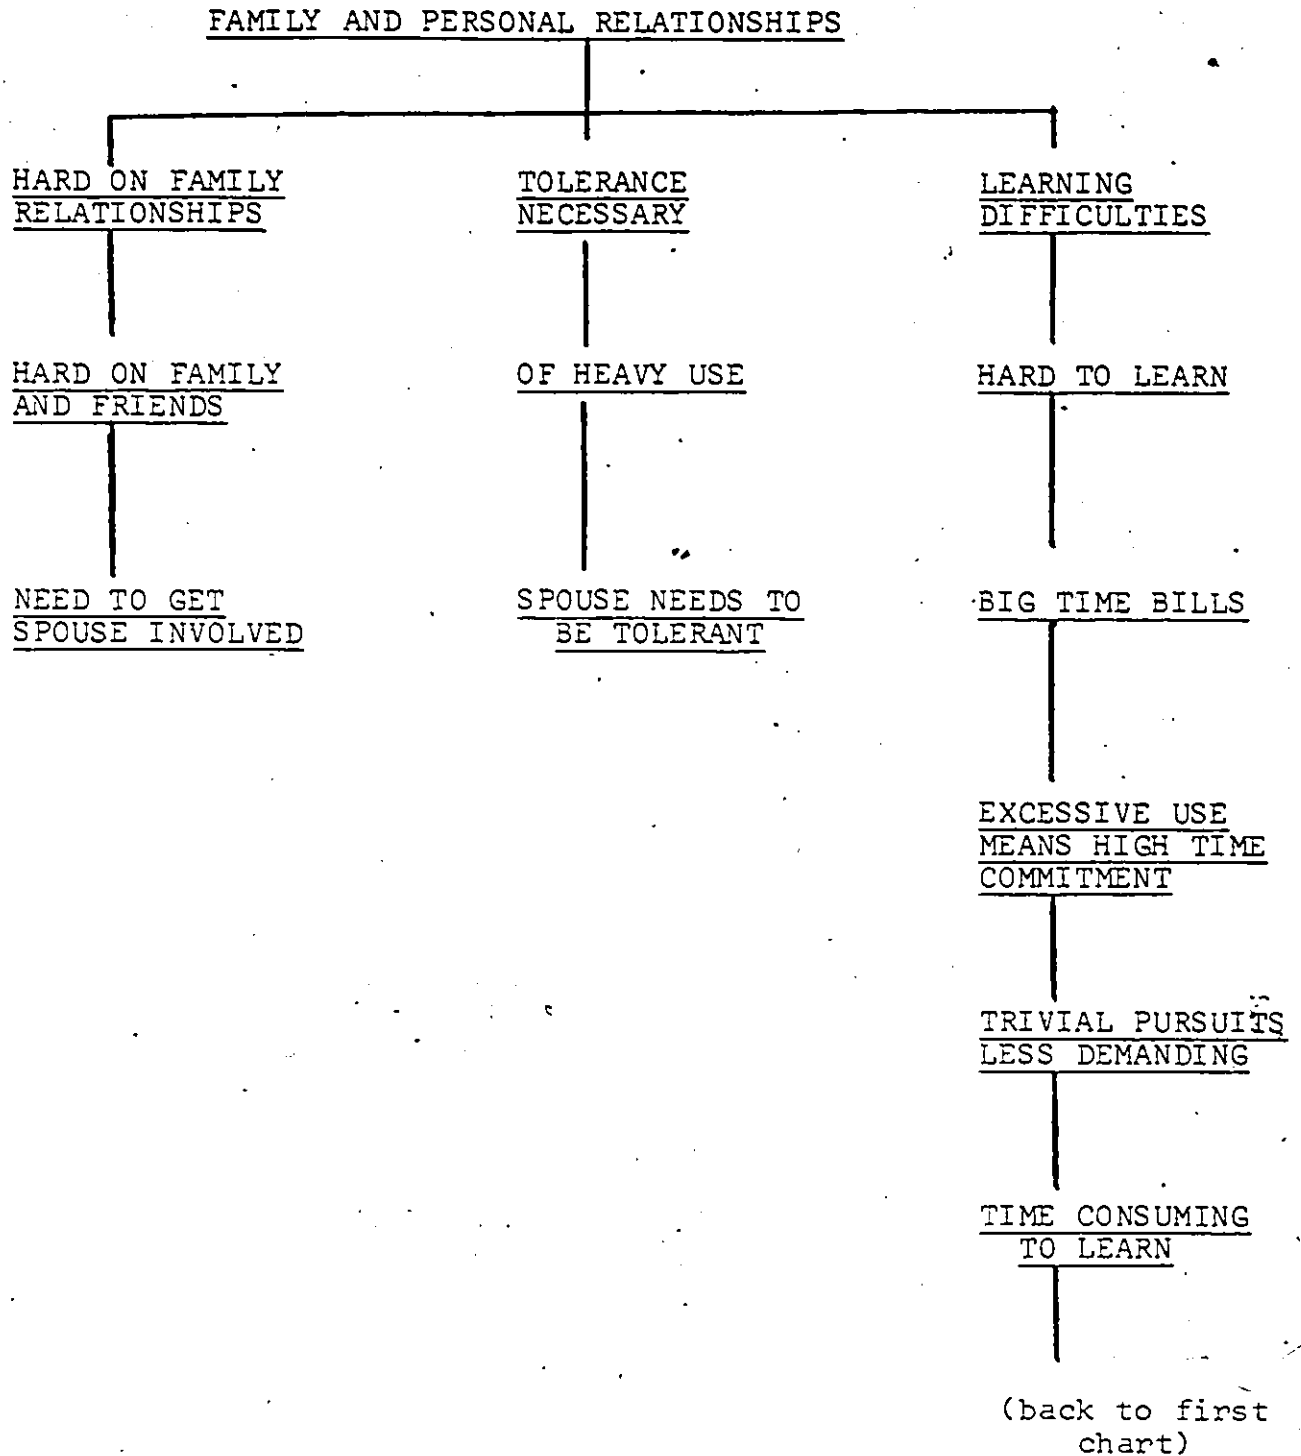 FAMILY AND PERSONAL RELATIONSHIPS
HARD ON FAMILY
RELATIONSHIPS
HARD ON FAMILY
AND FRIENDS
NEED TO GET
SPOUSE INVOLVED
TOLERANCE
NECESSARY
OF HEAVY USE
SPOUSE NEEDS TO
BE TOLERANT
LEARNING
DIFFICULTIES
HARD TO LEARN
BIG TIME BILLS
EXCESSIVE USE
MEANS HIGH TIME
COMMITMENT
TRIVIAL PURSUITS
LESS DEMANDING
TIME CONSUMING
TO LEARN
(back to first
chart)